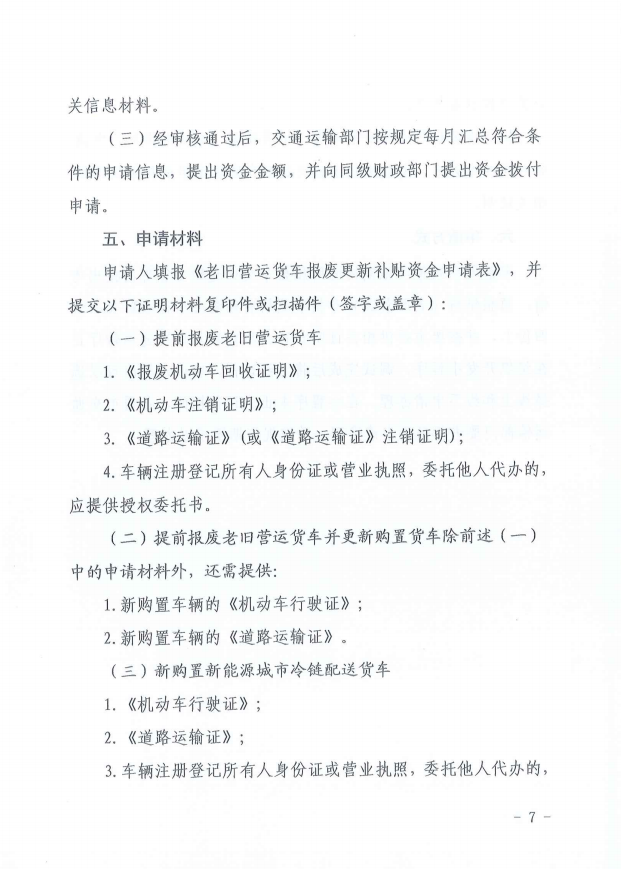 关信息材料。
（三）经审核通过后，交通运输部门按规定每月汇总符合条
件的申请信息，提出资金金额，并向同级财政部门提出资金拨付
申请。
五、申请材料
申请人填报《老旧营运货车报废更新补贴资金申请表》，并
提交以下证明材料复印件或扫描件（签字或盖章）：
（一）提前报废老旧营运货车
1.《报废机动车回收证明》；
2.《机动车注销证明》；
3.《道路运输证》(或《道路运输证》注销证明)；
4.车辆注册登记所有人身份证或营业执照，委托他人代办的，
应提供授权委托书。
（二）提前报废老旧营运货车并更新购置货车除前述（一）
中的申请材料外，还需提供：
1.新购置车辆的《机动车行驶证》；
2.新购置车辆的《道路运输证》。
（三）新购置新能源城市冷链配送货车
1.《机动车行驶证》；
2.《道路运输证》；
3.车辆注册登记所有人身份证或营业执照，委托他人代办的，
- 7 -